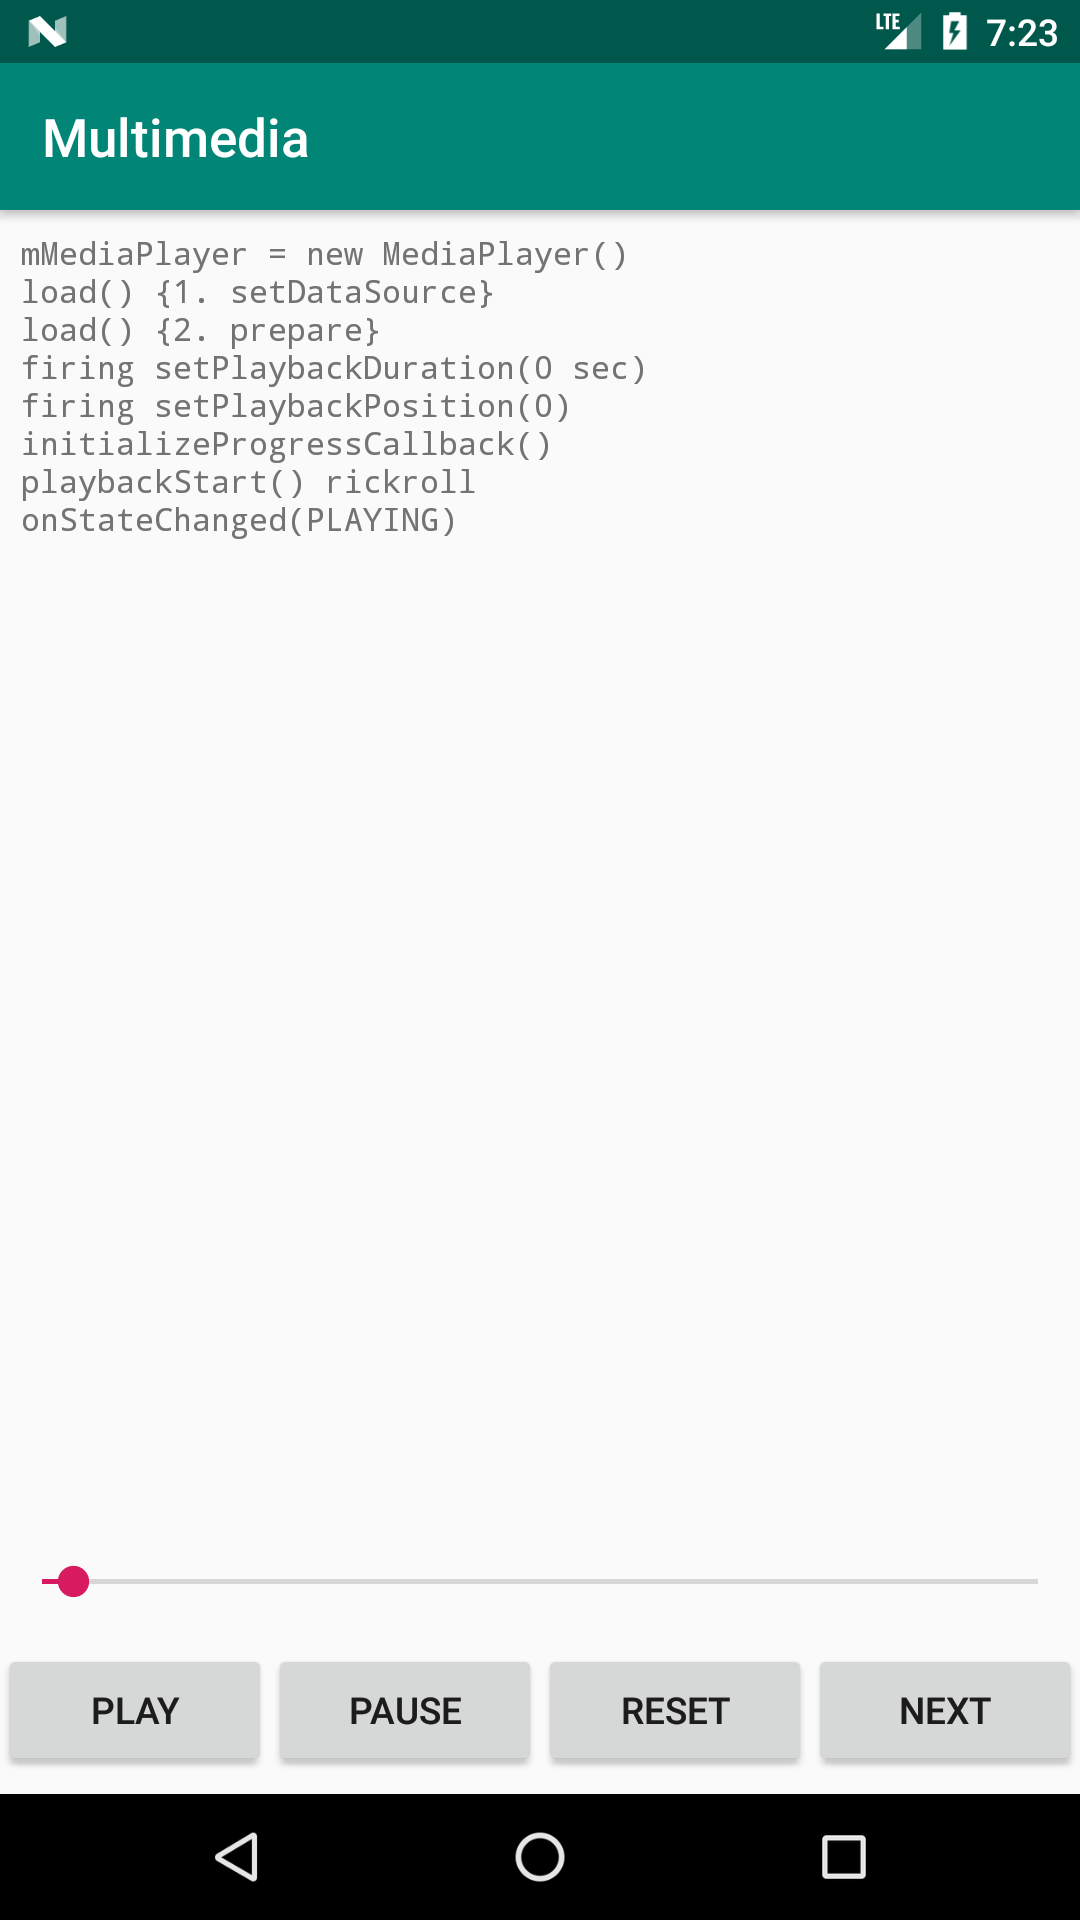 LTE 7:23
Multimedia
mMediaPlayer = new MediaPlayer()
load() {1. setDataSource}
load() {2. prepare}
firing setPlaybackDuration(0 sec)
firing setPlaybackPosition(0)
initializeProgressCallback()
playbackStart() rickroll
onStateChanged(PLAYING)
PLAY PAUSE RESET NEXT